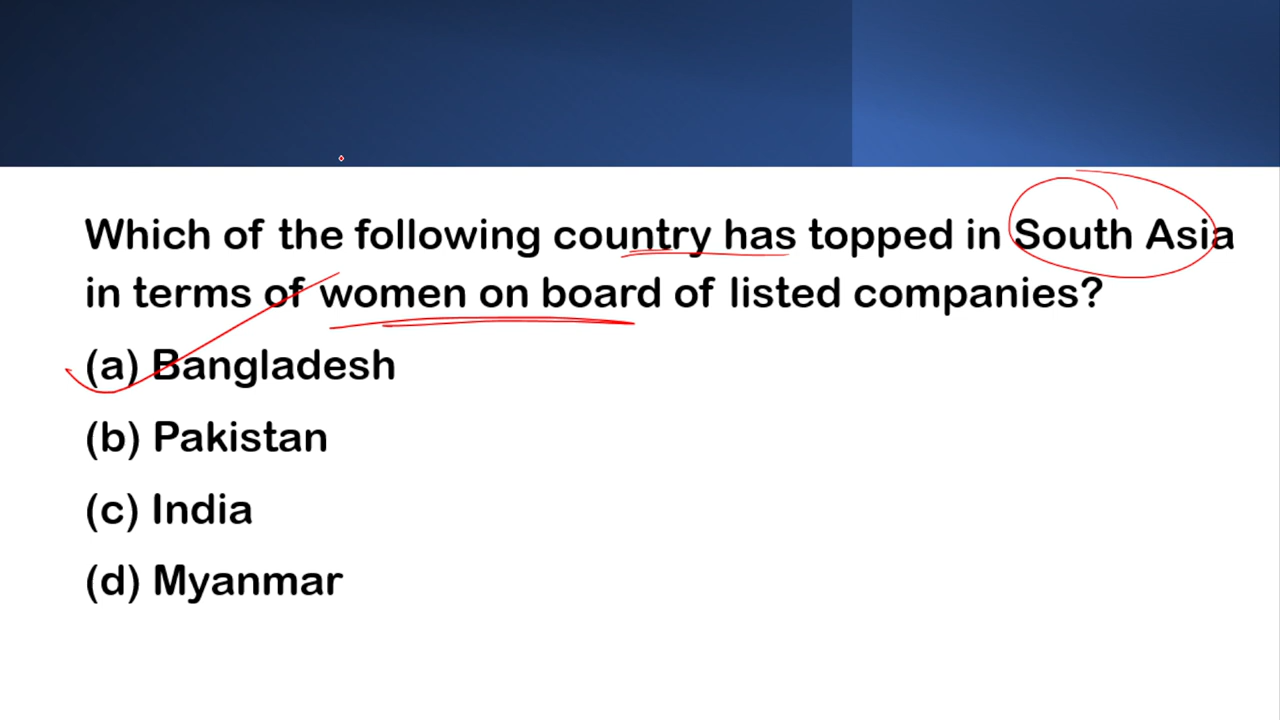 Which of the following country has topped in South Asia
in terms of women on board of listed companies?
(a) Bangladesh
(b) Pakistan
(c) India
(d) Myanmar